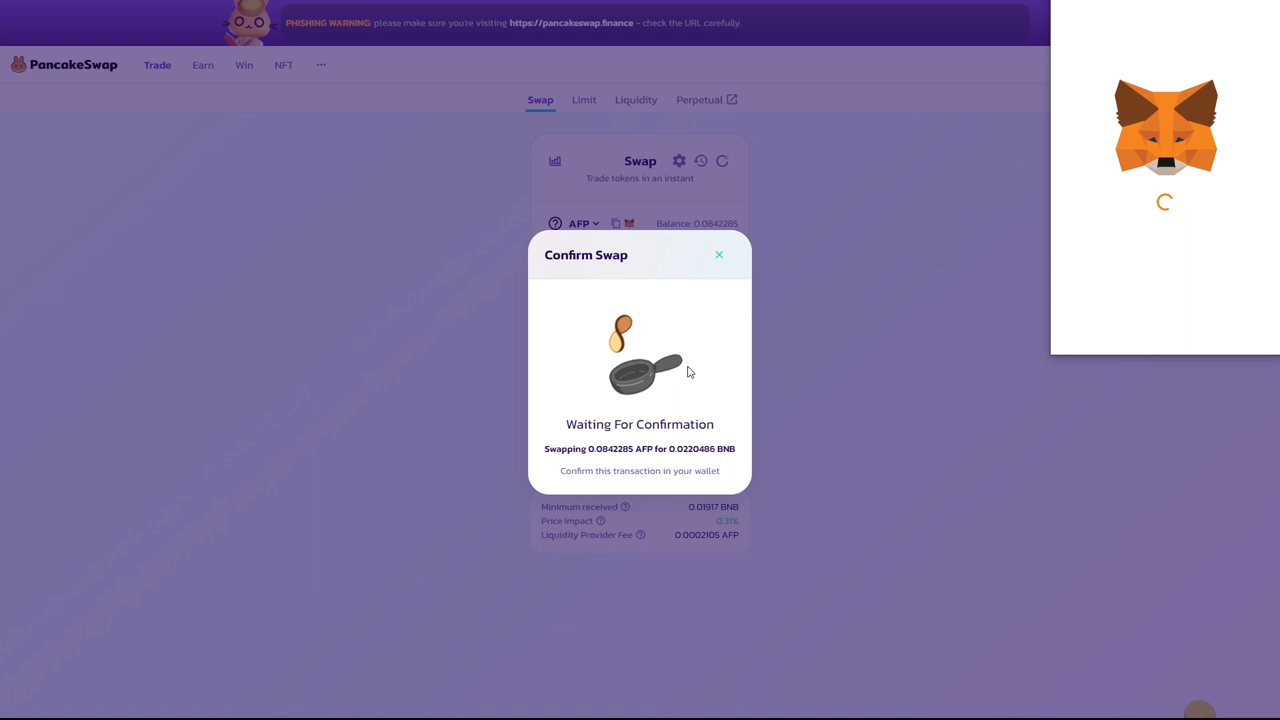 PHISHING WARNING: please make sure you're visiting https://pancakeswap.finance - check the URL carefully.
PancakeSwap Trade Earn Win NFT ...
Swap Limit Liquidity Perpetual
Swap
Trade tokens in an instant
AFP Balance: 0.0842285
Confirm Swap
Waiting For Confirmation
Swapping 0.0842285 AFP for 0.0220486 BNB
Confirm this transaction in your wallet
Minimum received 0.01917 BNB
Price Impact 0.31%
Liquidity Provider Fee 0.0002105 AFP